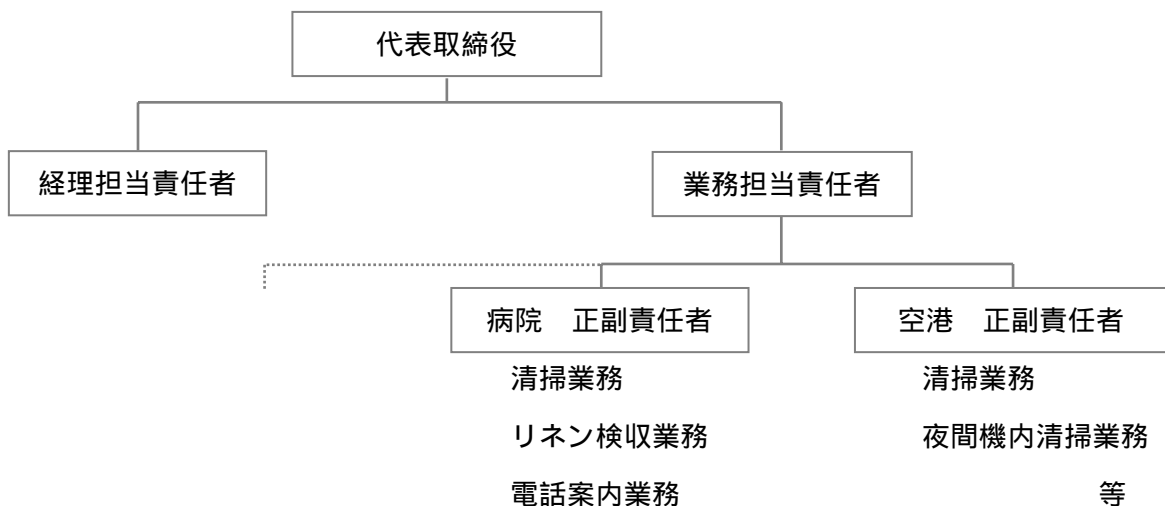 代表取締役
経理担当責任者
業務担当責任者
病院　正副責任者
空港　正副責任者
清掃業務
清掃業務
リネン検収業務
夜間機内清掃業務
電話案内業務
等